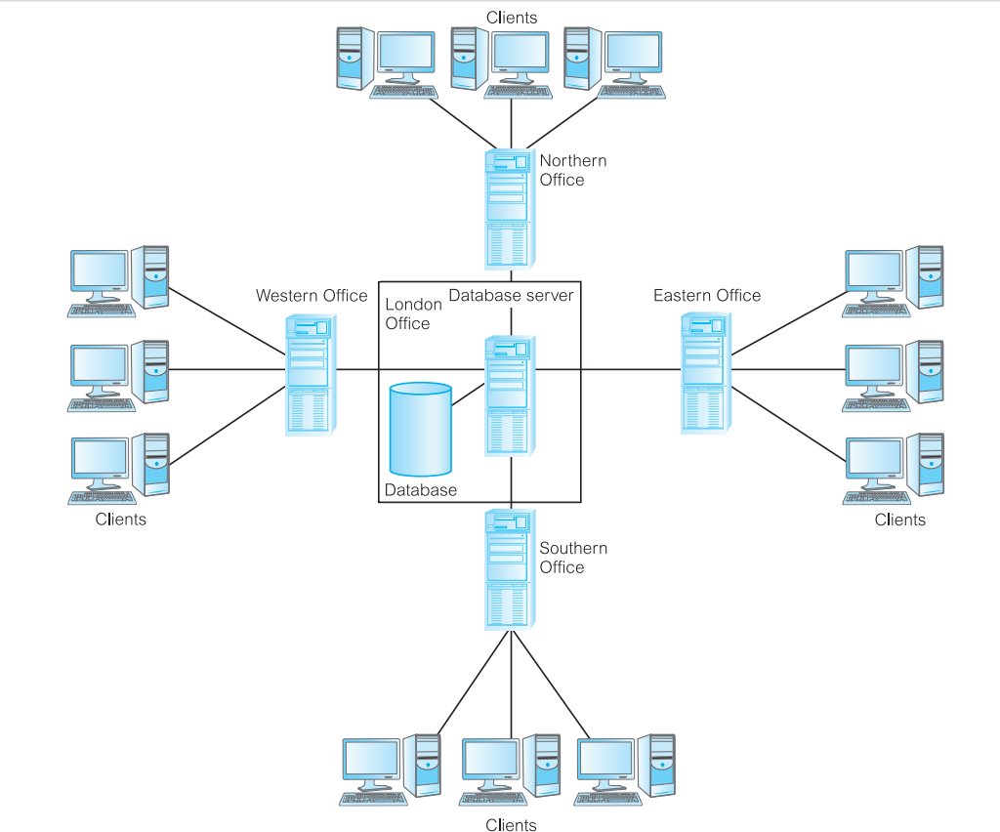 Clients
Northern
Office
Western Office
London
Office
Database server
Eastern Office
Database
Clients
Clients
Southern
Office
Clients